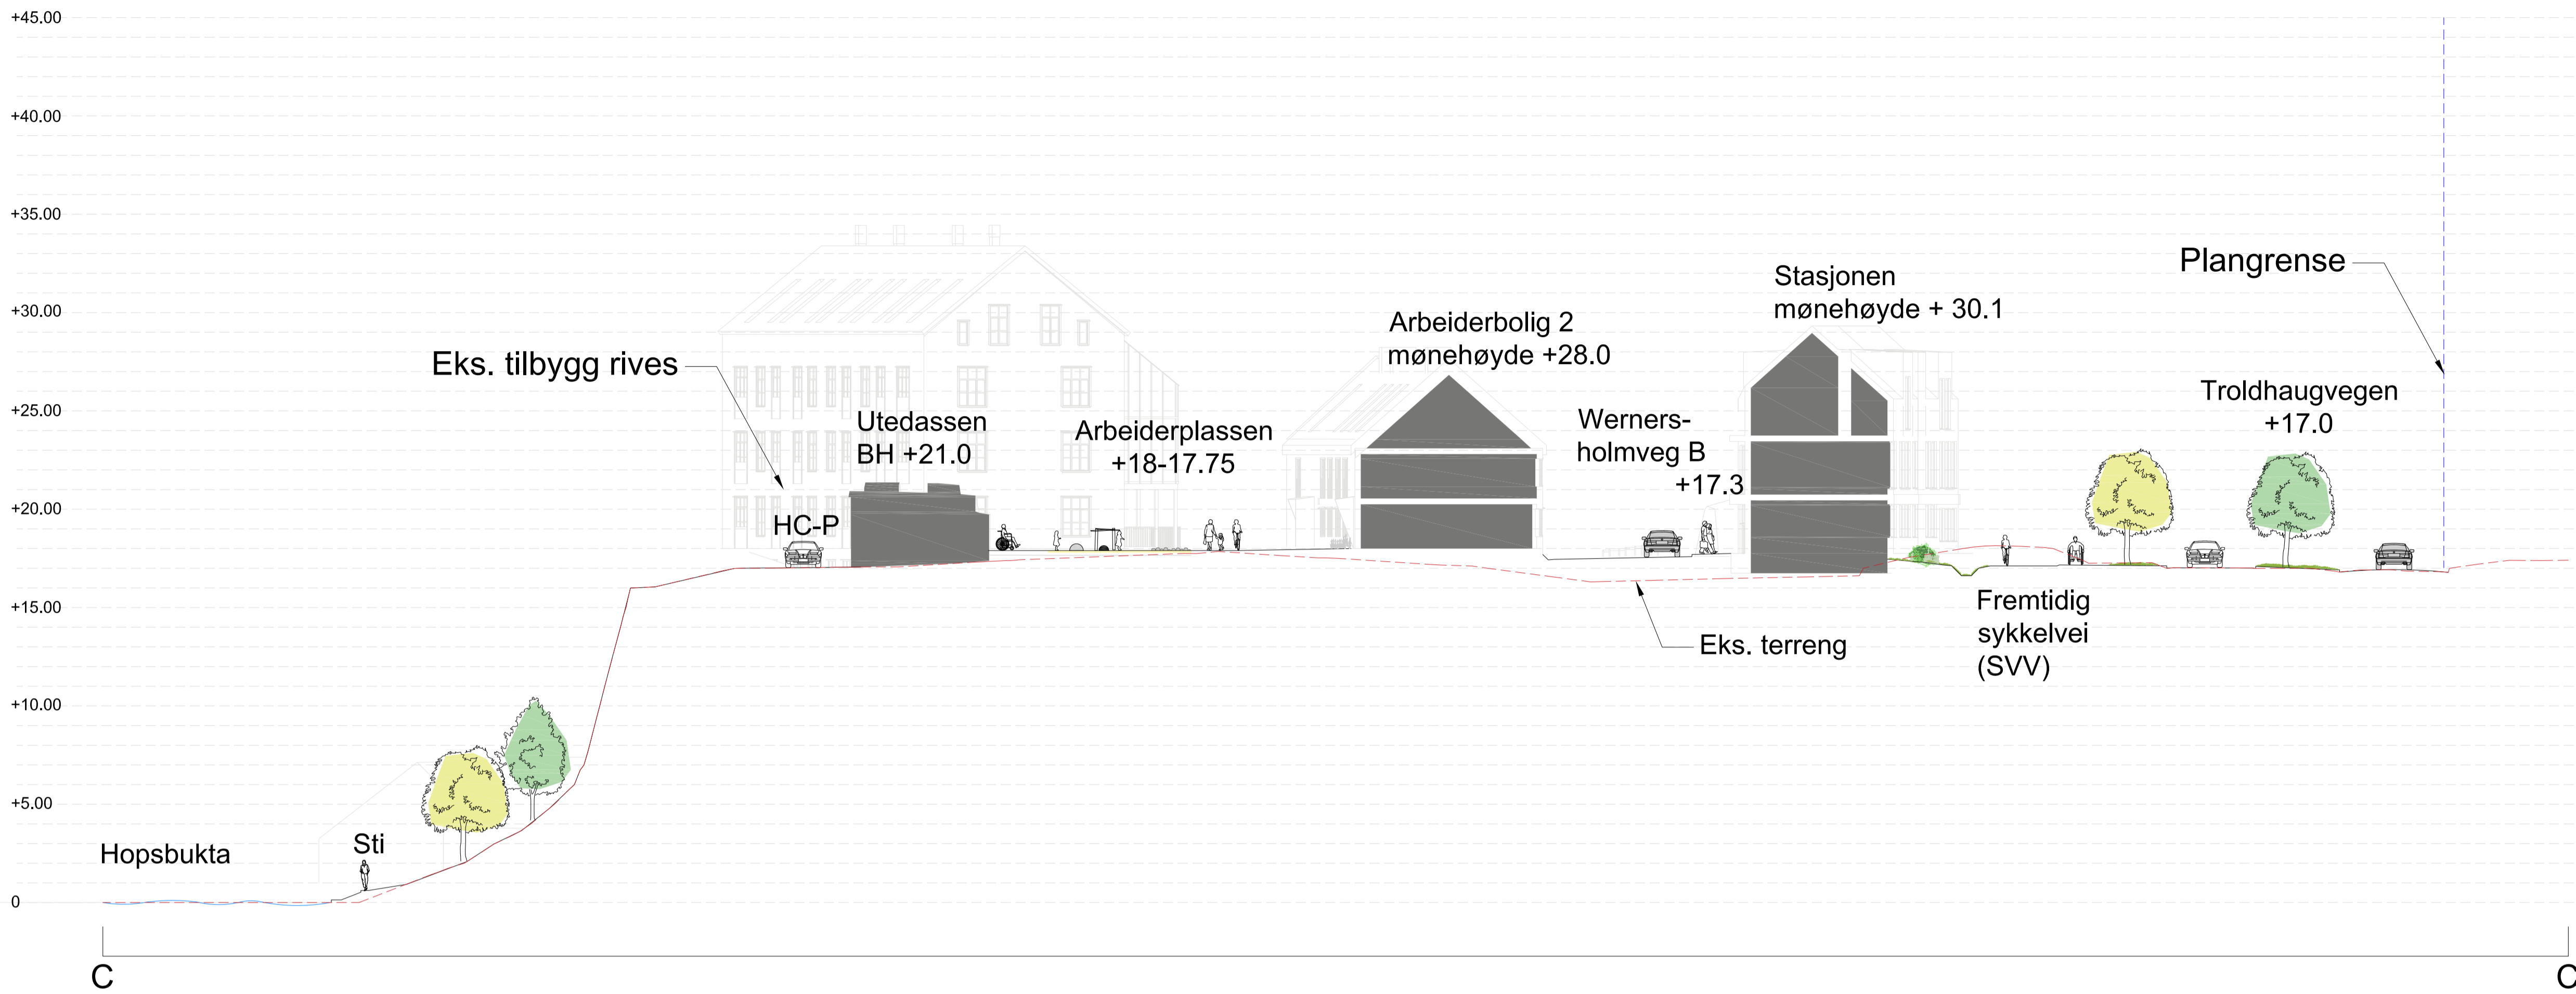 +45.00
+40.00
+35.00
+30.00
+25.00
+20.00
+15.00
+10.00
+5.00
0
Eks. tilbygg rives
HC-P
Utedassen
BH +21.0
Arbeiderplassen
+18-17.75
Arbeiderbolig 2
mønehøyde +28.0
Werners-
holmveg B
+17.3
Stasjonen
mønehøyde + 30.1
Plangrense
Troldhaugvegen
+17.0
Eks. terreng
Fremtidig
sykkelvei
(SVV)
Hopsbukta
Sti
C
C